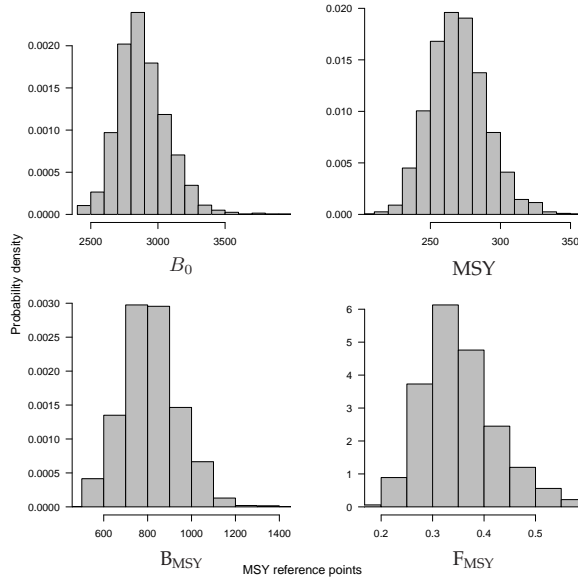 0.0020
0.0015
0.0010
0.0005
0.0000
2500 3000 3500
B₀
0.020
0.015
0.010
0.005
0.000
250 300 350
MSY
Probability density
0.0030
0.0025
0.0020
0.0015
0.0010
0.0005
0.0000
600 800 1000 1200 1400
B_MSY
6
5
4
3
2
1
0
0.2 0.3 0.4 0.5
F_MSY
MSY reference points